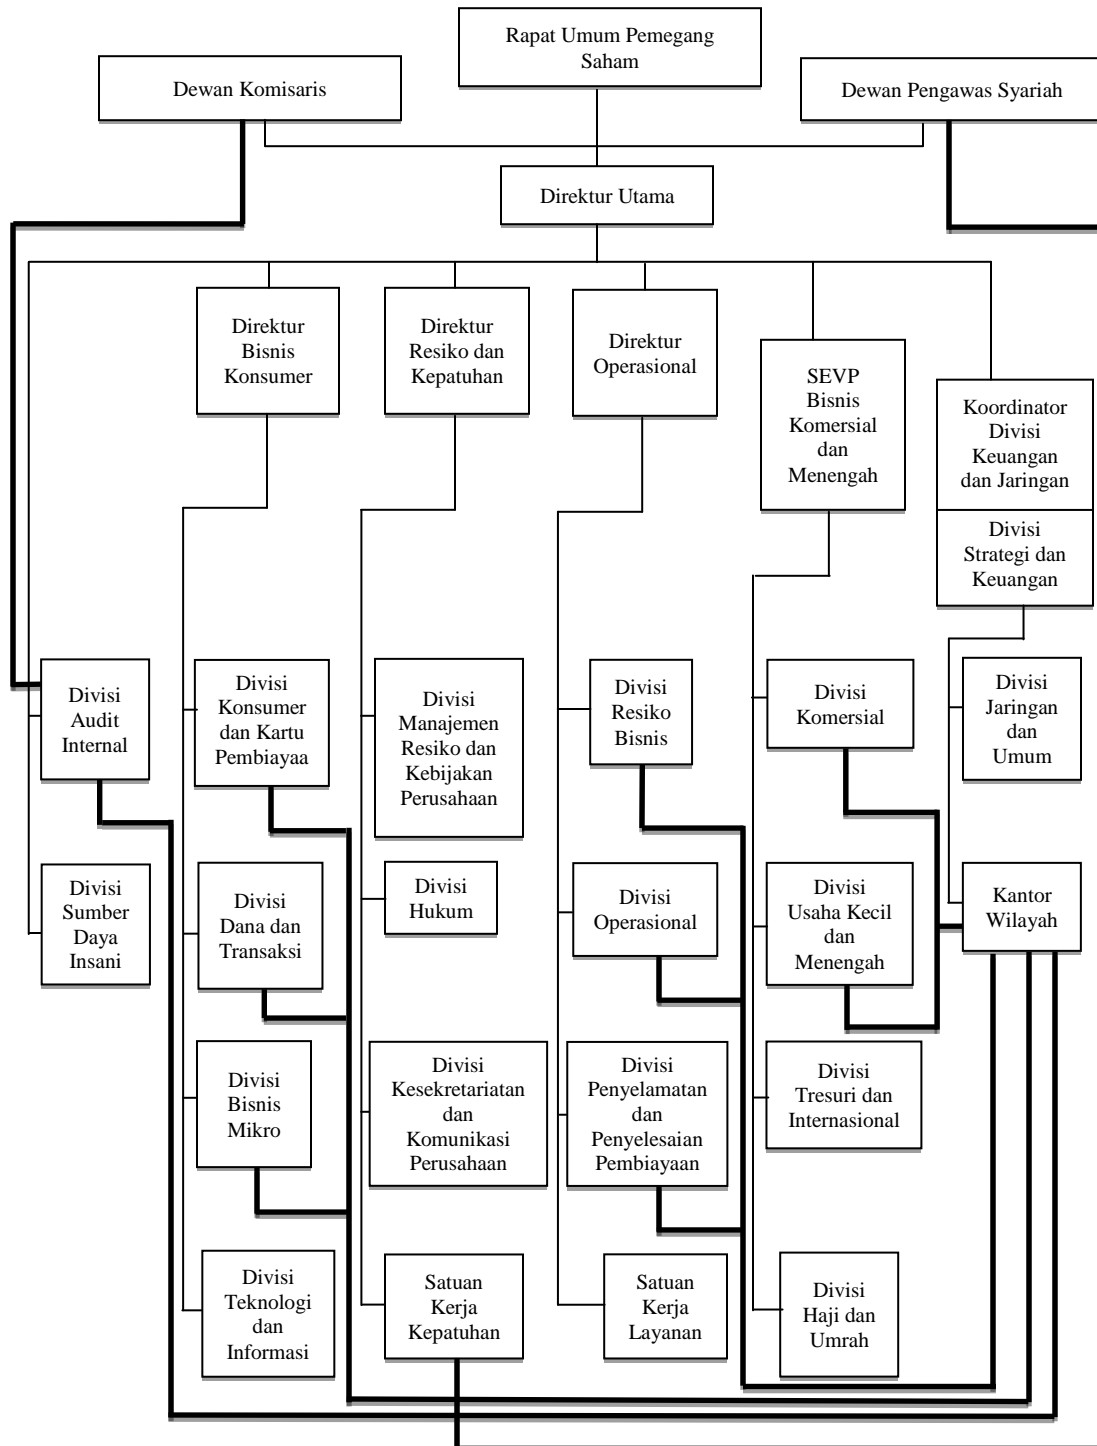 Rapat Umum Pemegang
Saham
Dewan Komisaris
Dewan Pengawas Syariah
Direktur Utama
Direktur
Bisnis
Konsumer
Direktur
Resiko dan
Kepatuhan
Direktur
Operasional
SEVP
Bisnis
Komersial
dan
Menengah
Koordinator
Divisi
Keuangan
dan Jaringan
Divisi
Strategi dan
Keuangan
Divisi
Audit
Internal
Divisi
Konsumer
dan Kartu
Pembiayaa
Divisi
Manajemen
Resiko dan
Kebijakan
Perusahaan
Divisi
Resiko
Bisnis
Divisi
Komersial
Divisi
Jaringan
dan
Umum
Divisi
Sumber
Daya
Insani
Divisi
Dana dan
Transaksi
Divisi
Hukum
Divisi
Operasional
Divisi
Usaha Kecil
dan
Menengah
Kantor
Wilayah
Divisi
Bisnis
Mikro
Divisi
Kesekretariatan
dan
Komunikasi
Perusahaan
Divisi
Penyelamatan
dan
Penyelesaian
Pembiayaan
Divisi
Tresuri dan
Internasional
Divisi
Teknologi
dan
Informasi
Satuan
Kerja
Kepatuhan
Satuan
Kerja
Layanan
Divisi
Haji dan
Umrah